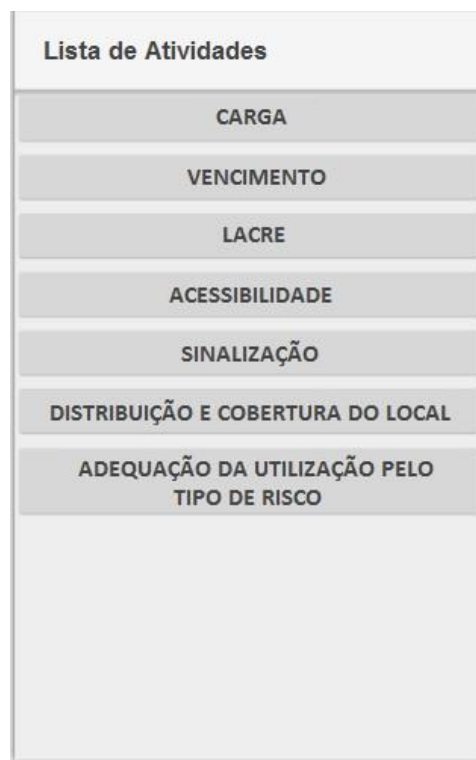 Lista de Atividades
CARGA
VENCIMENTO
LACRE
ACESSIBILIDADE
SINALIZAÇÃO
DISTRIBUIÇÃO E COBERTURA DO LOCAL
ADEQUAÇÃO DA UTILIZAÇÃO PELO
TIPO DE RISCO